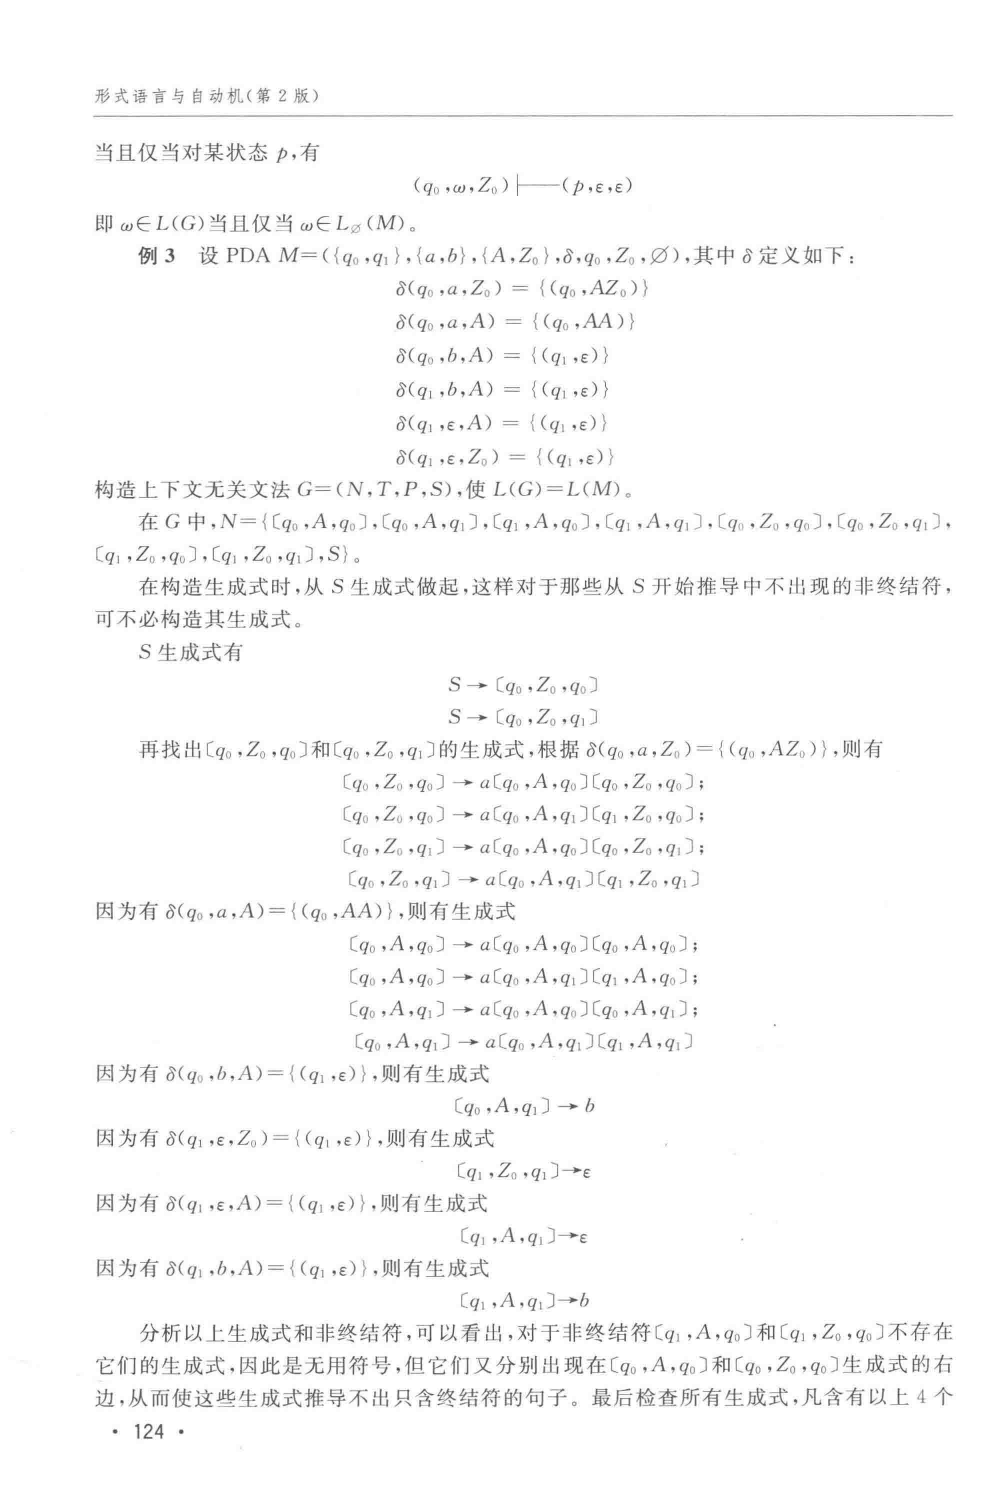 形式语言与自动机(第2版)
当且仅当对某状态 p,有
(q₀,ω,Z₀)├──(p,ε,ε)
即 ω∈L(G)当且仅当 ω∈L∅(M)。
例 3 设 PDA M=({q₀,q₁},{a,b},{A,Z₀},δ,q₀,Z₀,∅),其中 δ 定义如下:
δ(q₀,a,Z₀) = {(q₀,AZ₀)}
δ(q₀,a,A) = {(q₀,AA)}
δ(q₀,b,A) = {(q₁,ε)}
δ(q₁,b,A) = {(q₁,ε)}
δ(q₁,ε,A) = {(q₁,ε)}
δ(q₁,ε,Z₀) = {(q₁,ε)}
构造上下文无关文法 G=(N,T,P,S),使 L(G)=L(M)。
在 G 中,N={〔q₀,A,q₀〕,〔q₀,A,q₁〕,〔q₁,A,q₀〕,〔q₁,A,q₁〕,〔q₀,Z₀,q₀〕,〔q₀,Z₀,q₁〕,
〔q₁,Z₀,q₀〕,〔q₁,Z₀,q₁〕,S}。
在构造生成式时,从 S 生成式做起,这样对于那些从 S 开始推导中不出现的非终结符,
可不必构造其生成式。
S 生成式有
S→〔q₀,Z₀,q₀〕
S→〔q₀,Z₀,q₁〕
再找出〔q₀,Z₀,q₀〕和〔q₀,Z₀,q₁〕的生成式,根据 δ(q₀,a,Z₀)={(q₀,AZ₀)},则有
〔q₀,Z₀,q₀〕→a〔q₀,A,q₀〕〔q₀,Z₀,q₀〕;
〔q₀,Z₀,q₀〕→a〔q₀,A,q₁〕〔q₁,Z₀,q₀〕;
〔q₀,Z₀,q₁〕→a〔q₀,A,q₀〕〔q₀,Z₀,q₁〕;
〔q₀,Z₀,q₁〕→a〔q₀,A,q₁〕〔q₁,Z₀,q₁〕
因为有 δ(q₀,a,A)={(q₀,AA)},则有生成式
〔q₀,A,q₀〕→a〔q₀,A,q₀〕〔q₀,A,q₀〕;
〔q₀,A,q₀〕→a〔q₀,A,q₁〕〔q₁,A,q₀〕;
〔q₀,A,q₁〕→a〔q₀,A,q₀〕〔q₀,A,q₁〕;
〔q₀,A,q₁〕→a〔q₀,A,q₁〕〔q₁,A,q₁〕
因为有 δ(q₀,b,A)={(q₁,ε)},则有生成式
〔q₀,A,q₁〕→b
因为有 δ(q₁,ε,Z₀)={(q₁,ε)},则有生成式
〔q₁,Z₀,q₁〕→ε
因为有 δ(q₁,ε,A)={(q₁,ε)},则有生成式
〔q₁,A,q₁〕→ε
因为有 δ(q₁,b,A)={(q₁,ε)},则有生成式
〔q₁,A,q₁〕→b
分析以上生成式和非终结符,可以看出,对于非终结符〔q₁,A,q₀〕和〔q₁,Z₀,q₀〕不存在
它们的生成式,因此是无用符号,但它们又分别出现在〔q₀,A,q₀〕和〔q₀,Z₀,q₀〕生成式的右
边,从而使这些生成式推导不出只含终结符的句子。最后检查所有生成式,凡含有以上 4 个
· 124 ·